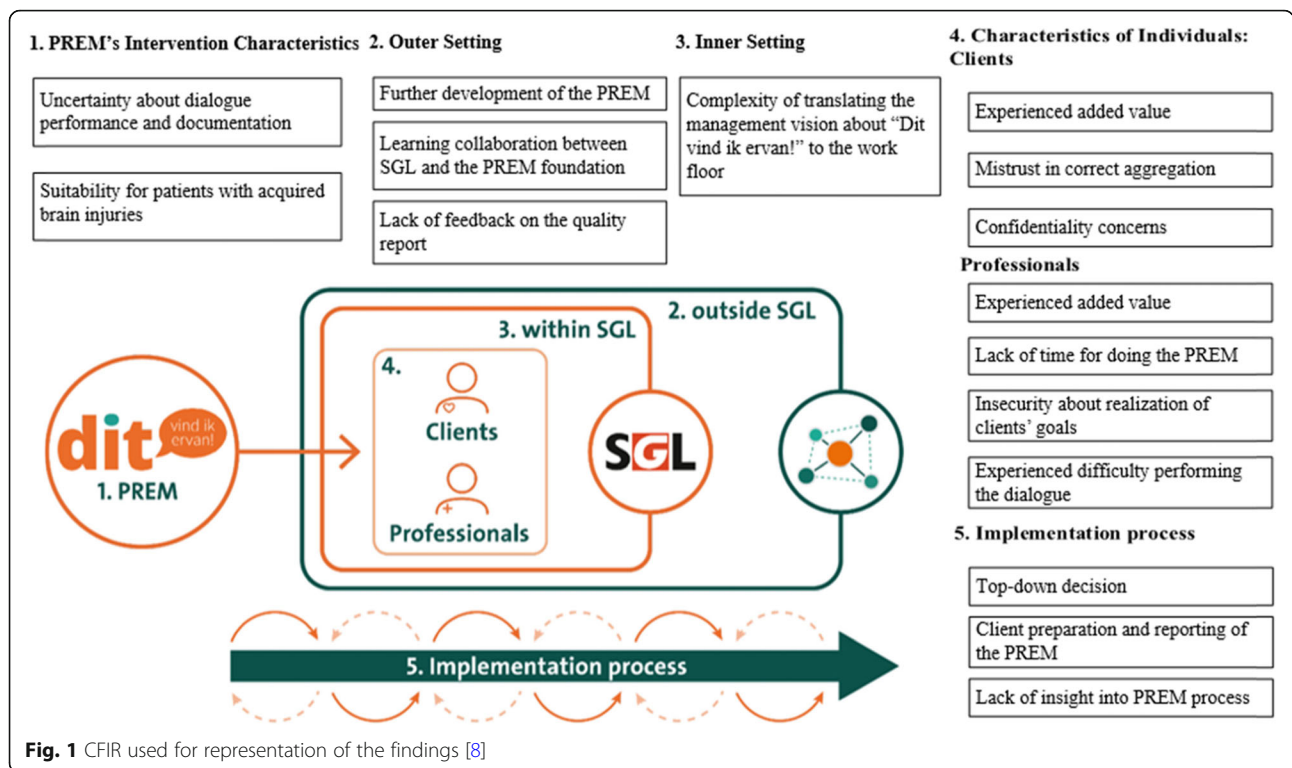 1. PREM's Intervention Characteristics
Uncertainty about dialogue
performance and documentation
Suitability for patients with acquired
brain injuries
2. Outer Setting
Further development of the PREM
Learning collaboration between
SGL and the PREM foundation
Lack of feedback on the quality
report
3. Inner Setting
Complexity of translating the
management vision about “Dit
vind ik ervan!” to the work
floor
4. Characteristics of Individuals:
Clients
Experienced added value
Mistrust in correct aggregation
Confidentiality concerns
Professionals
Experienced added value
Lack of time for doing the PREM
Insecurity about realization of
clients’ goals
Experienced difficulty performing
the dialogue
5. Implementation process
Top-down decision
Client preparation and reporting of
the PREM
Lack of insight into PREM process
dit
vind ik
ervan!
1. PREM
2. outside SGL
3. within SGL
4.
Clients
Professionals
SGL
5. Implementation process
Fig. 1 CFIR used for representation of the findings [8]